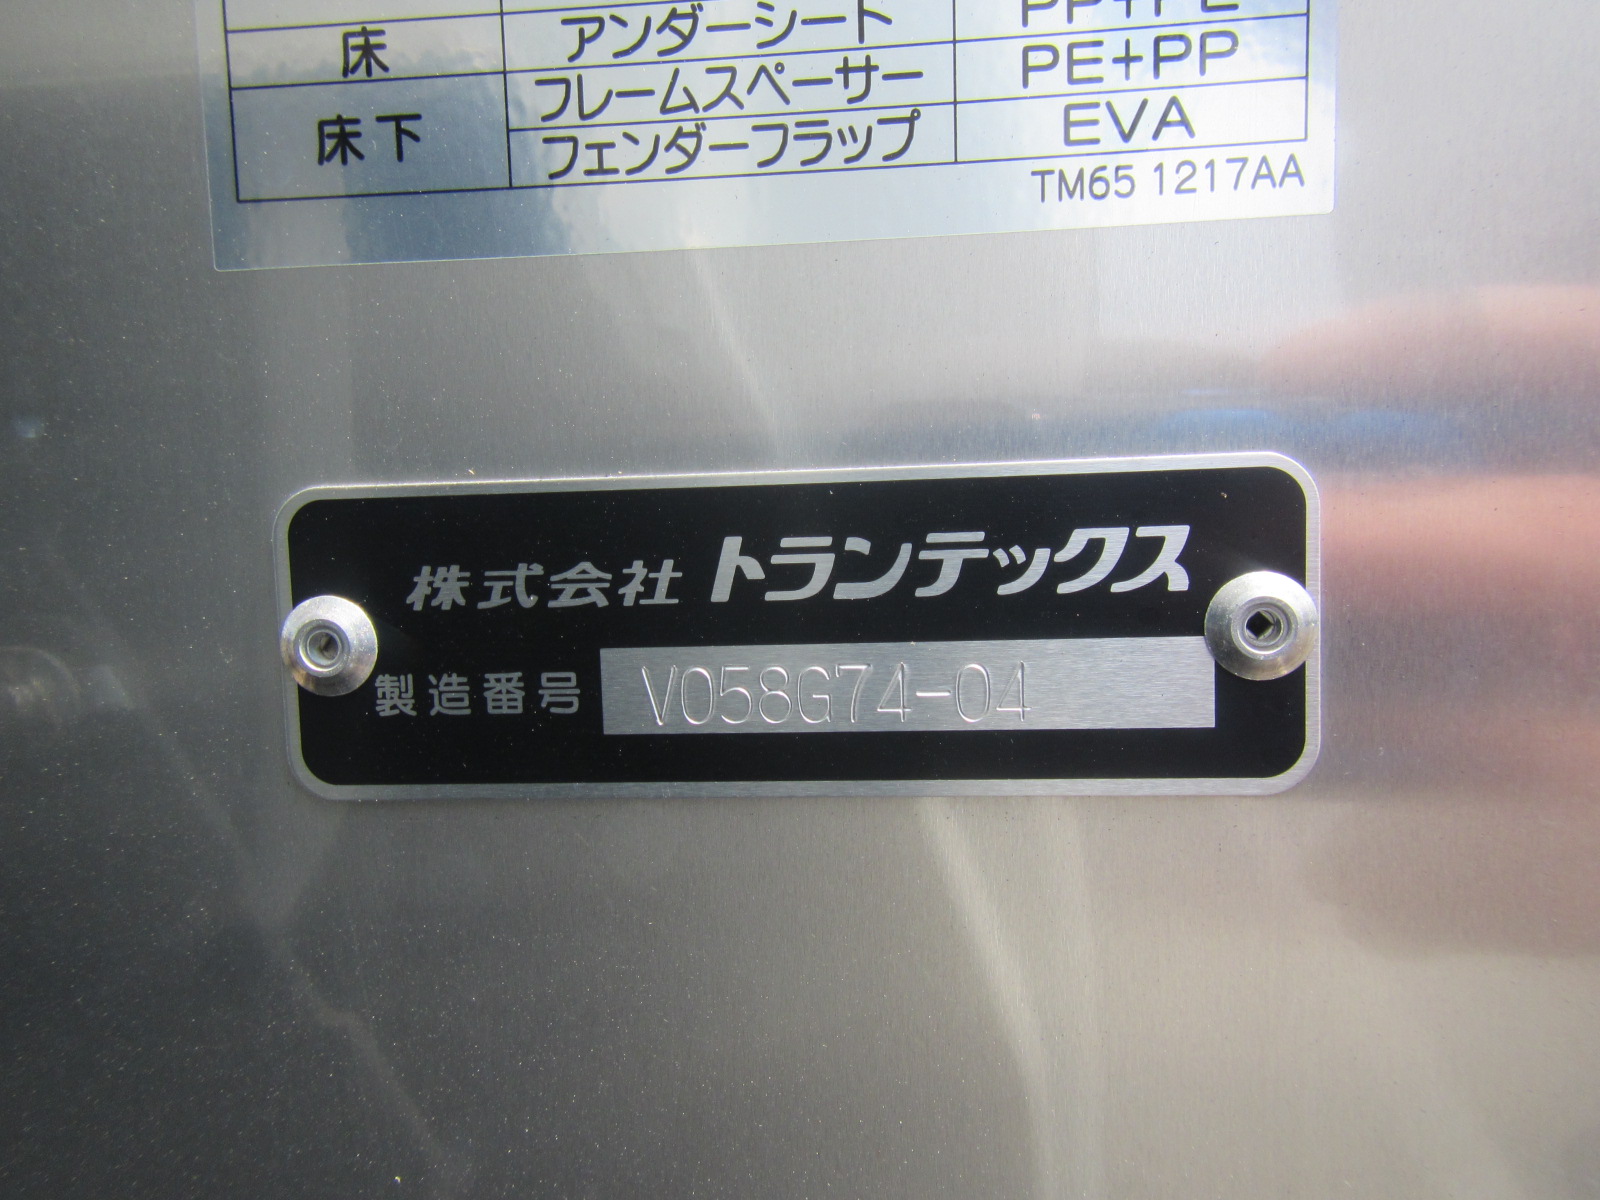 アンダーシート PP+PE
床
フレームスペーサー PE+PP
床下
フェンダーフラップ EVA
TM65 1217AA
株式会社 トランテックス
製造番号 V058G74-04